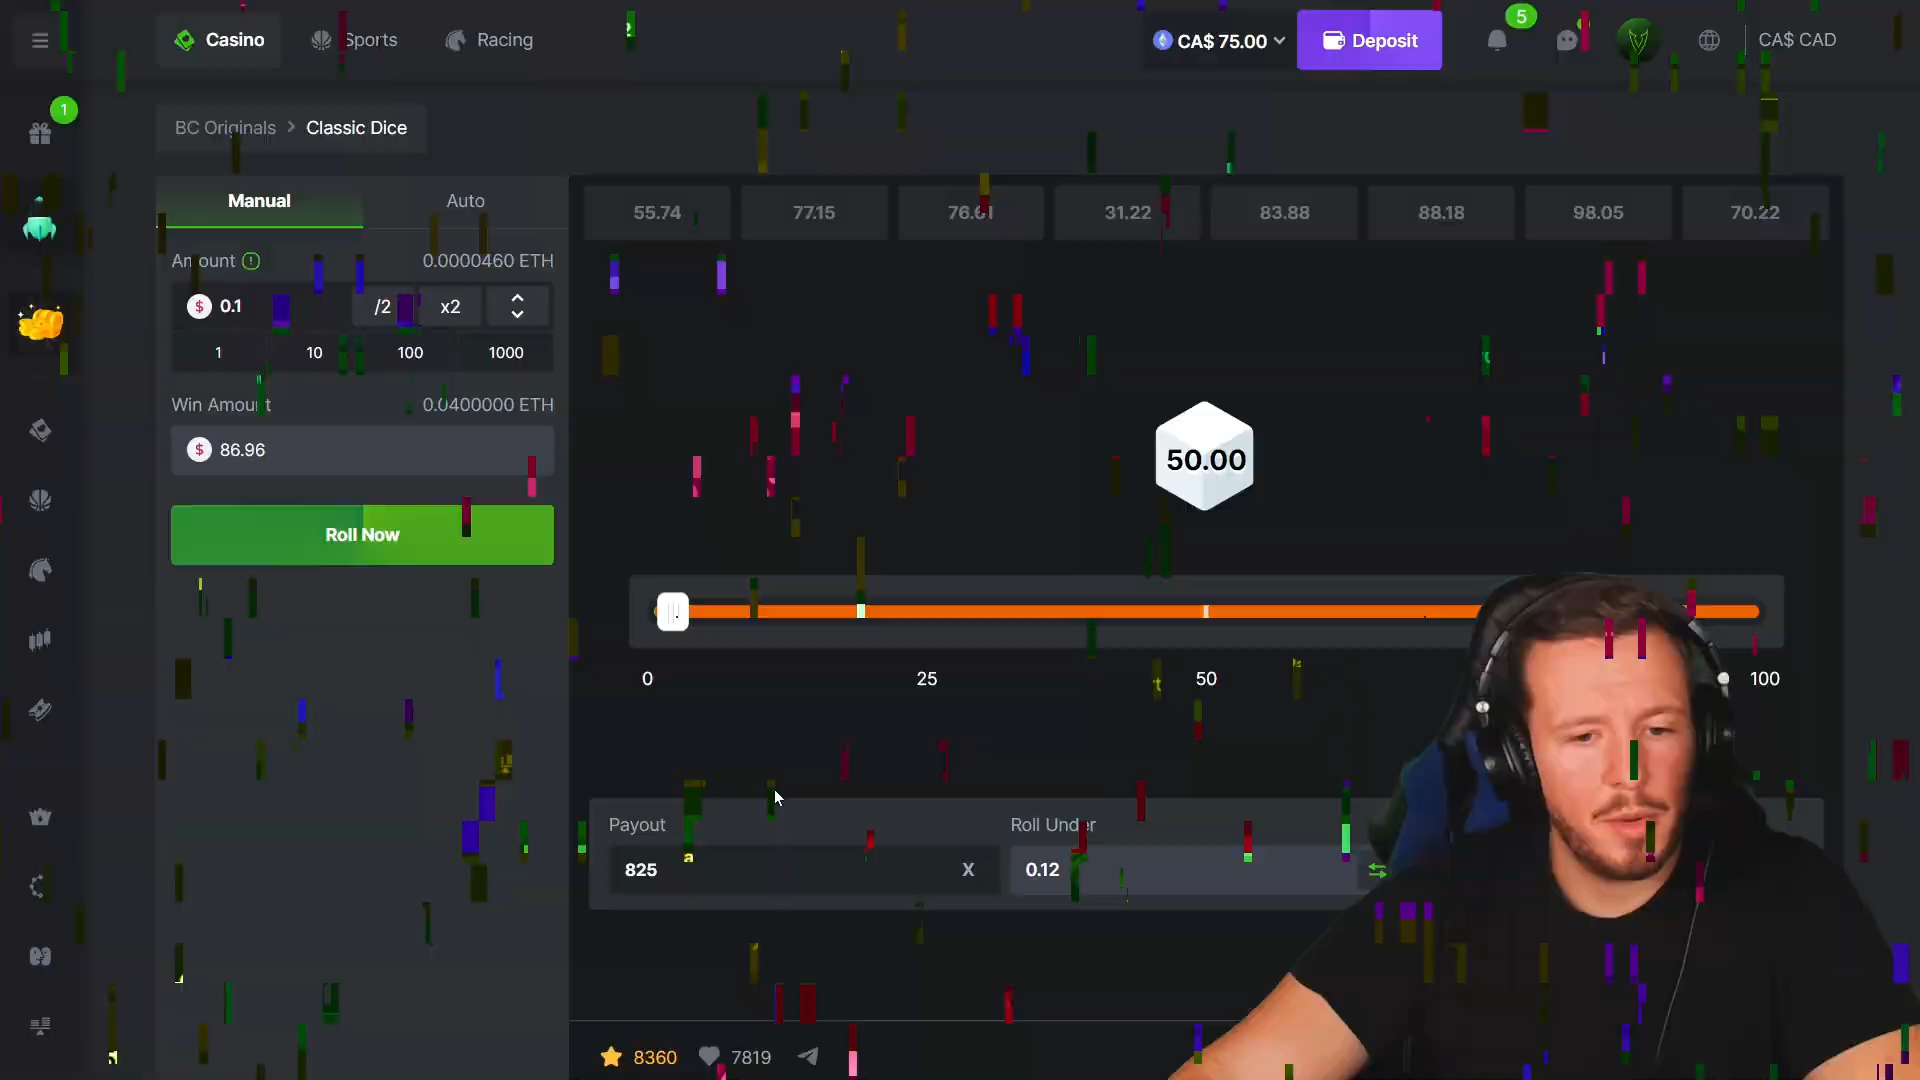 Casino Sports Racing CA$ 75.00 Deposit 5 CA$ CAD
1
BC Originals > Classic Dice
Manual Auto
55.74 77.15 76.61 31.22 83.88 88.18 98.05 70.22
Amount 0.0000460 ETH
$ 0.1 /2 x2
1 10 100 1000
Win Amount 0.0400000 ETH
$ 86.96
50.00
Roll Now
0 25 50 100
Payout Roll Under
825 X 0.12
8360 7819